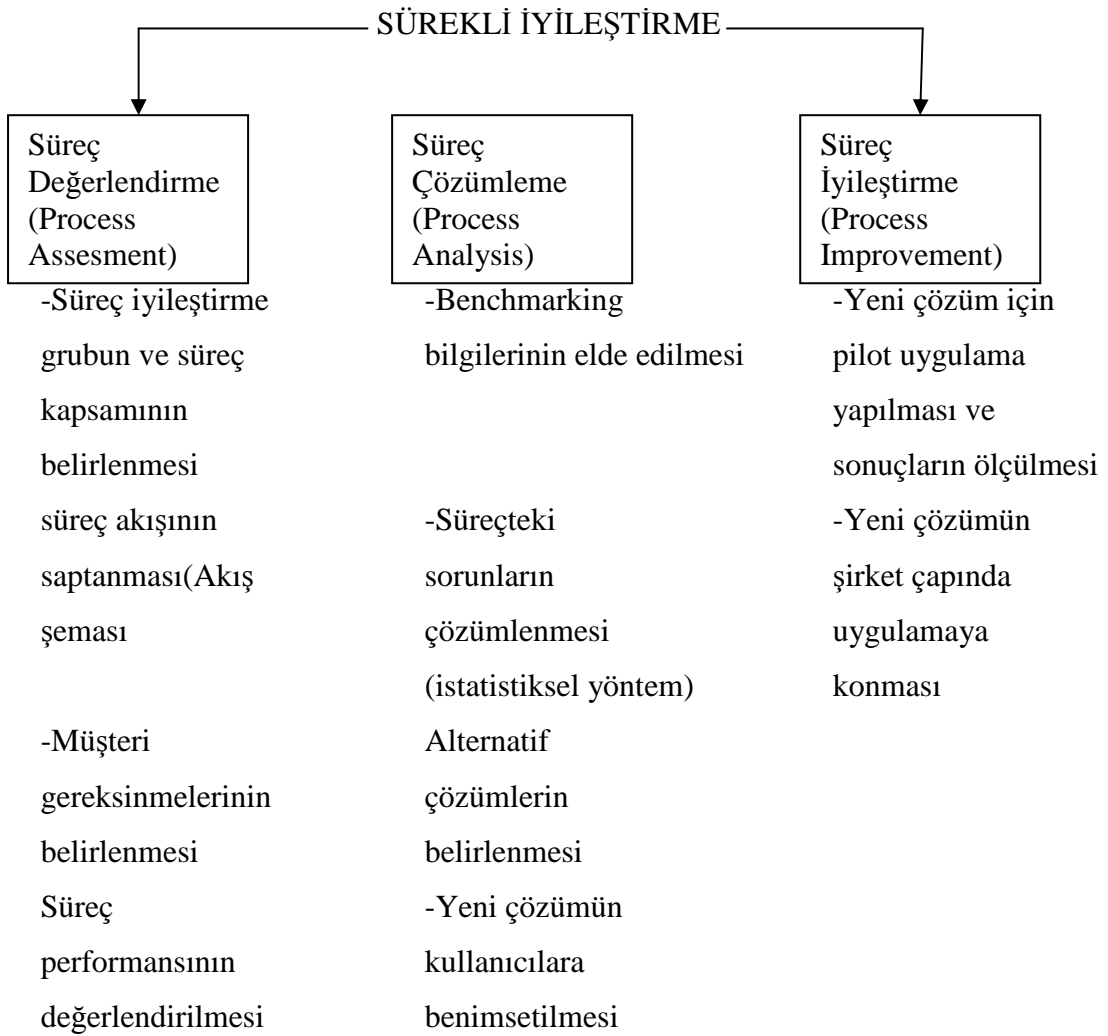 SÜREKLİ İYİLEŞTİRME
Süreç
Değerlendirme
(Process
Assesment)
-Süreç iyileştirme
grubun ve süreç
kapsamının
belirlenmesi
süreç akışının
saptanması(Akış
şeması
-Müşteri
gereksinmelerinin
belirlenmesi
Süreç
performansının
değerlendirilmesi
Süreç
Çözümleme
(Process
Analysis)
-Benchmarking
bilgilerinin elde edilmesi
-Süreçteki
sorunların
çözümlenmesi
(istatistiksel yöntem)
Alternatif
çözümlerin
belirlenmesi
-Yeni çözümün
kullanıcılara
benimsetilmesi
Süreç
İyileştirme
(Process
Improvement)
-Yeni çözüm için
pilot uygulama
yapılması ve
sonuçların ölçülmesi
-Yeni çözümün
şirket çapında
uygulamaya
konması